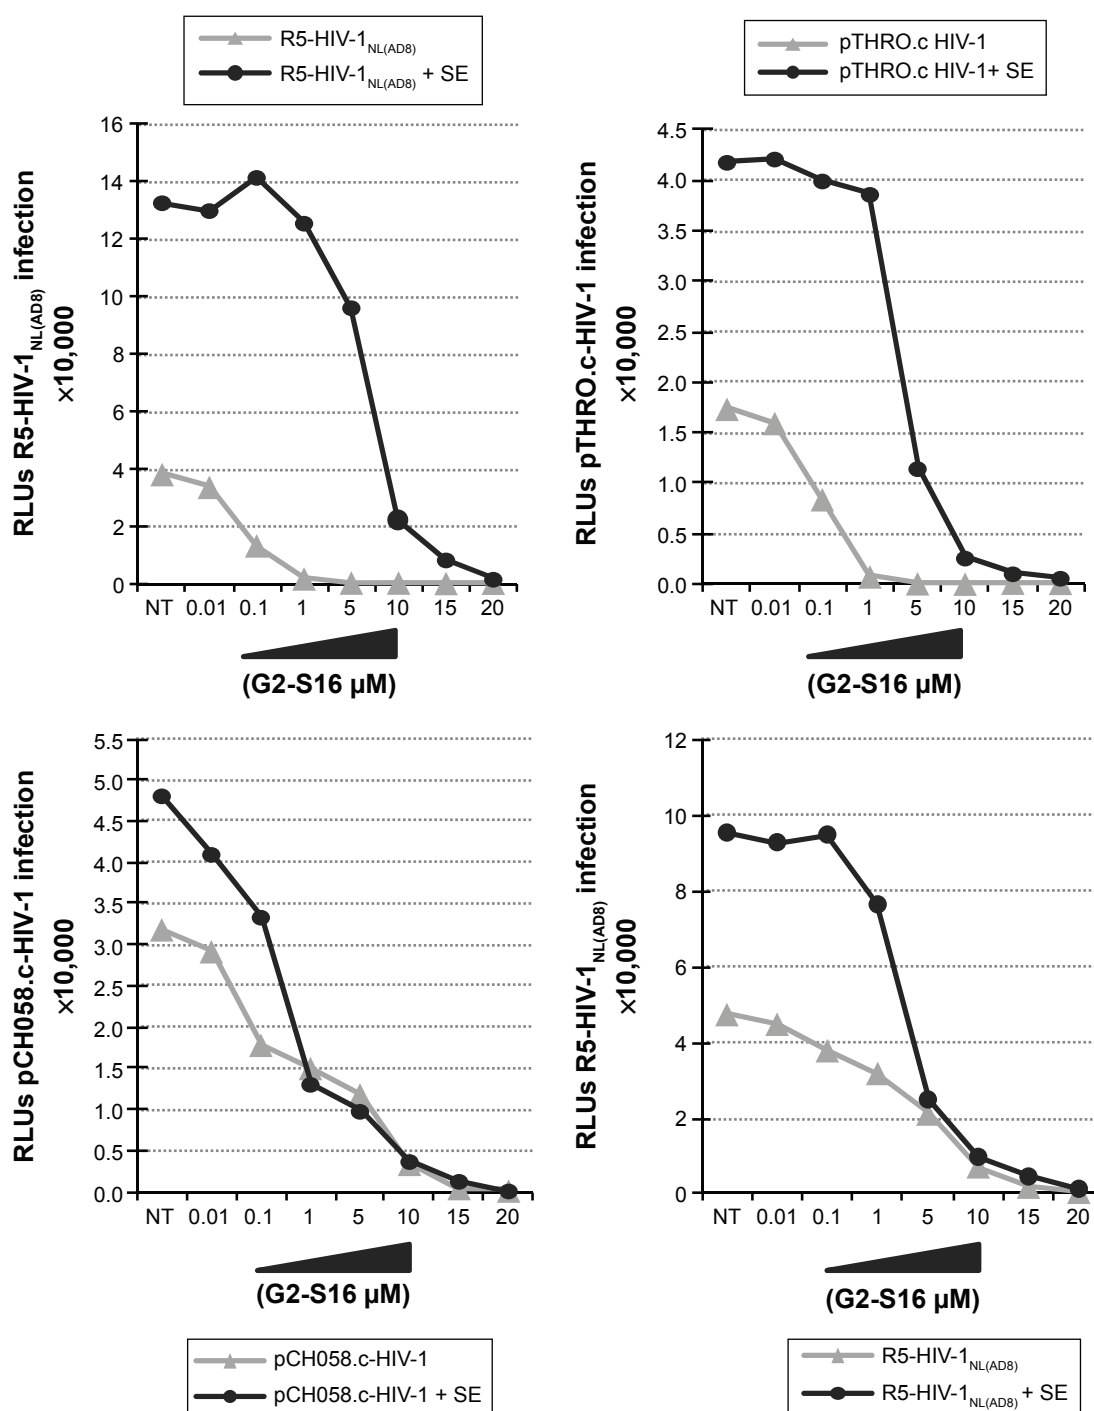 R5-HIV-1NL(AD8)
R5-HIV-1NL(AD8) + SE
RLUs R5-HIV-1NL(AD8) infection
×10,000
16
14
12
10
8
6
4
2
0
NT 0.01 0.1 1 5 10 15 20
(G2-S16 µM)
pTHRO.c HIV-1
pTHRO.c HIV-1+ SE
RLUs pTHRO.c-HIV-1 infection
×10,000
4.5
4.0
3.5
3.0
2.5
2.0
1.5
1.0
0.5
0.0
NT 0.01 0.1 1 5 10 15 20
(G2-S16 µM)
RLUs pCH058.c-HIV-1 infection
×10,000
5.5
5.0
4.5
4.0
3.5
3.0
2.5
2.0
1.5
1.0
0.5
0.0
NT 0.01 0.1 1 5 10 15 20
(G2-S16 µM)
pCH058.c-HIV-1
pCH058.c-HIV-1 + SE
RLUs R5-HIV-1NL(AD8) infection
×10,000
12
10
8
6
4
2
0
NT 0.01 0.1 1 5 10 15 20
(G2-S16 µM)
R5-HIV-1NL(AD8)
R5-HIV-1NL(AD8) + SE